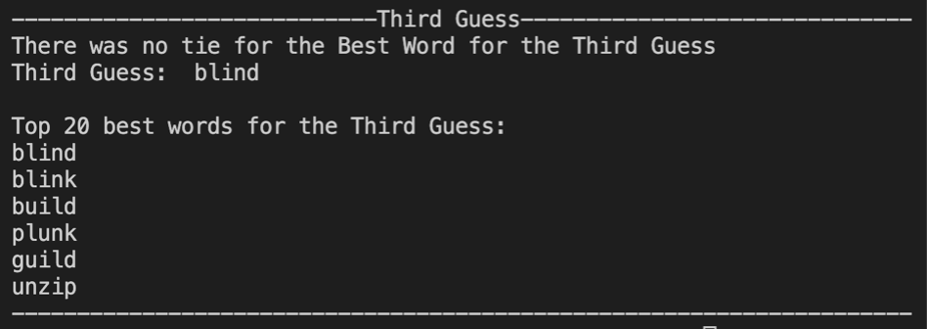 ----------------------------Third Guess------------------------------
There was no tie for the Best Word for the Third Guess
Third Guess:  blind
Top 20 best words for the Third Guess:
blind
blink
build
plunk
guild
unzip
---------------------------------------------------------------------